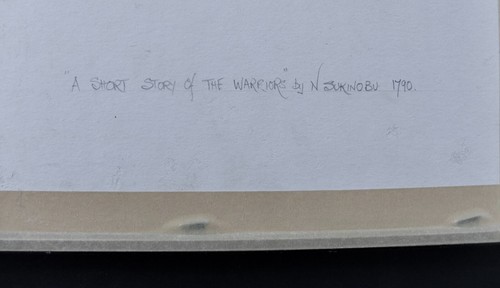 "A SHORT STORY of THE WARRIORS" by N SUKINOBU 1790.